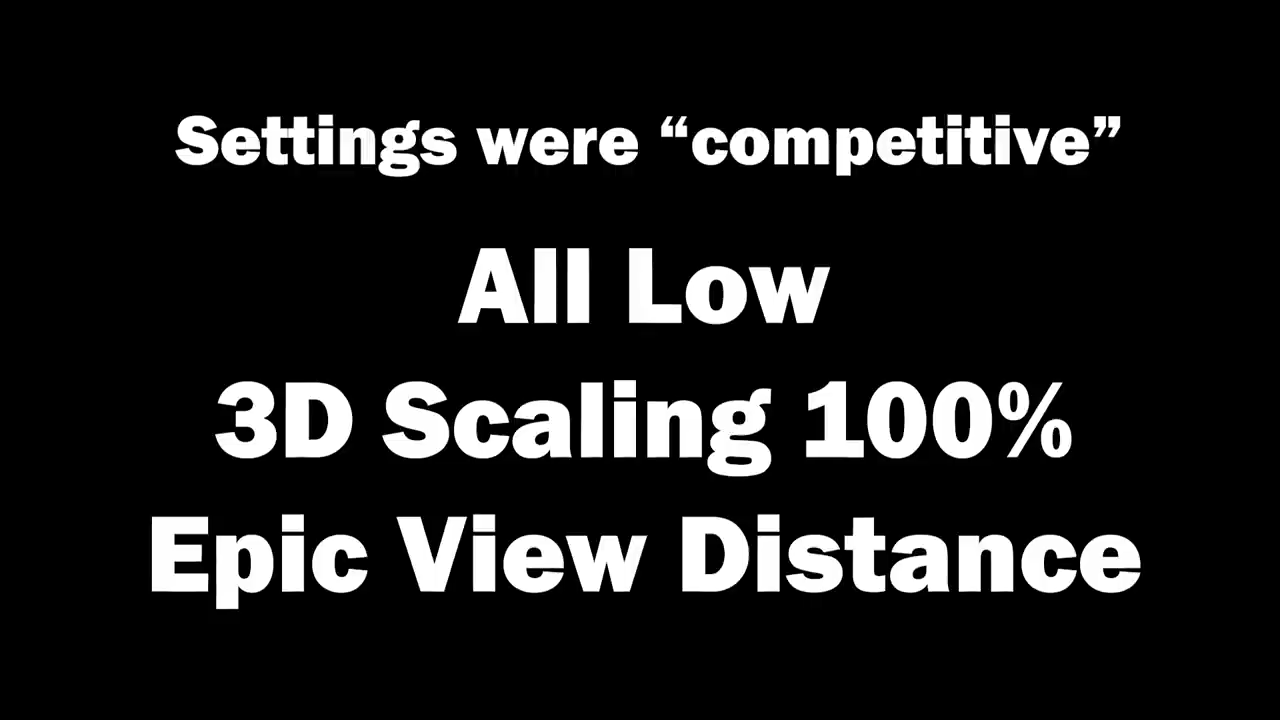 Settings were “competitive”
All Low
3D Scaling 100%
Epic View Distance